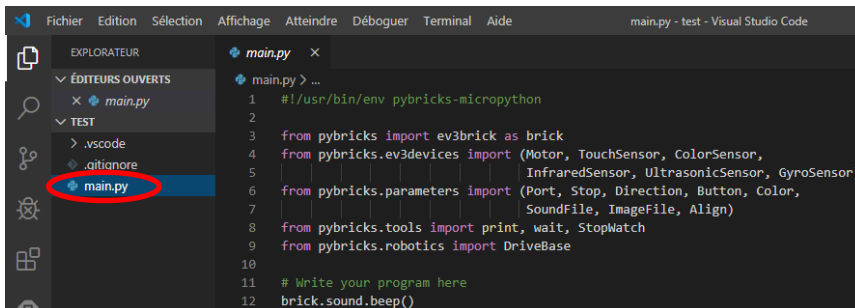 Fichier Edition Sélection Affichage Atteindre Déboguer Terminal Aide main.py - test - Visual Studio Code
EXPLORATEUR
ÉDITEURS OUVERTS
main.py
TEST
.vscode
.gitignore
main.py
main.py
main.py > ...
1 #!/usr/bin/env pybricks-micropython
2
3 from pybricks import ev3brick as brick
4 from pybricks.ev3devices import (Motor, TouchSensor, ColorSensor,
5 InfraredSensor, UltrasonicSensor, GyroSensor
6 from pybricks.parameters import (Port, Stop, Direction, Button, Color,
7 SoundFile, ImageFile, Align)
8 from pybricks.tools import print, wait, StopWatch
9 from pybricks.robotics import DriveBase
10
11 # Write your program here
12 brick.sound.beep()